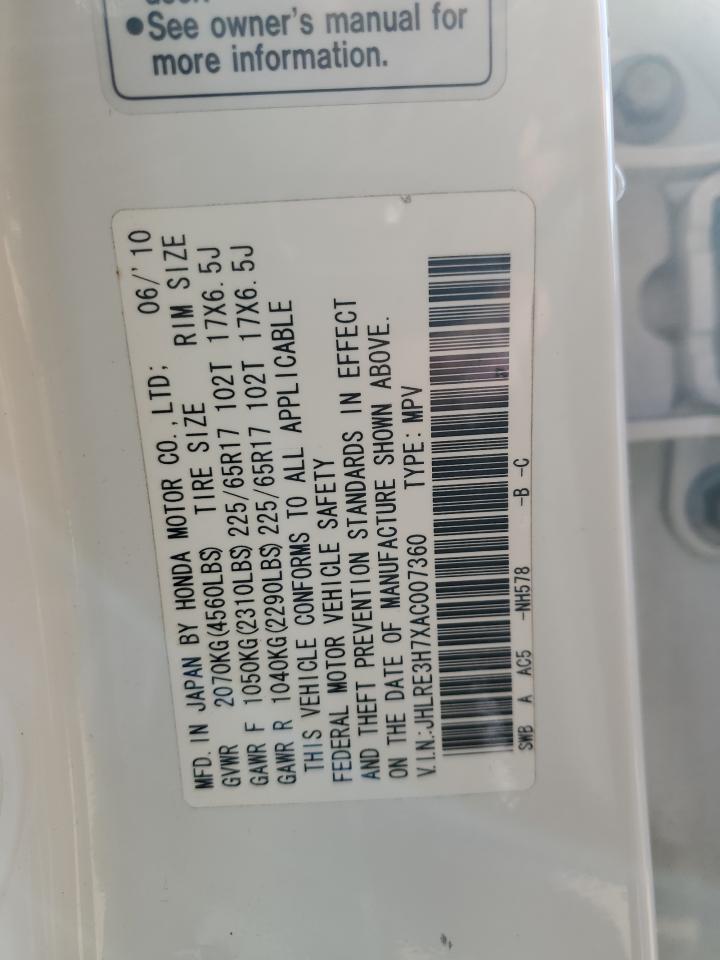 ●See owner's manual for
more information.
MFD. IN JAPAN BY HONDA MOTOR CO., LTD; 06/'10
GVWR 2070KG(4560LBS) TIRE SIZE RIM SIZE
GAWR F 1050KG(2310LBS) 225/65R17 102T 17X6.5J
GAWR R 1040KG(2290LBS) 225/65R17 102T 17X6.5J
THIS VEHICLE CONFORMS TO ALL APPLICABLE
FEDERAL MOTOR VEHICLE SAFETY
AND THEFT PREVENTION STANDARDS IN EFFECT
ON THE DATE OF MANUFACTURE SHOWN ABOVE.
V.I.N.:JHLRE3H7XAC007360 TYPE: MPV
SWB A AC5 -NH578 -B -C